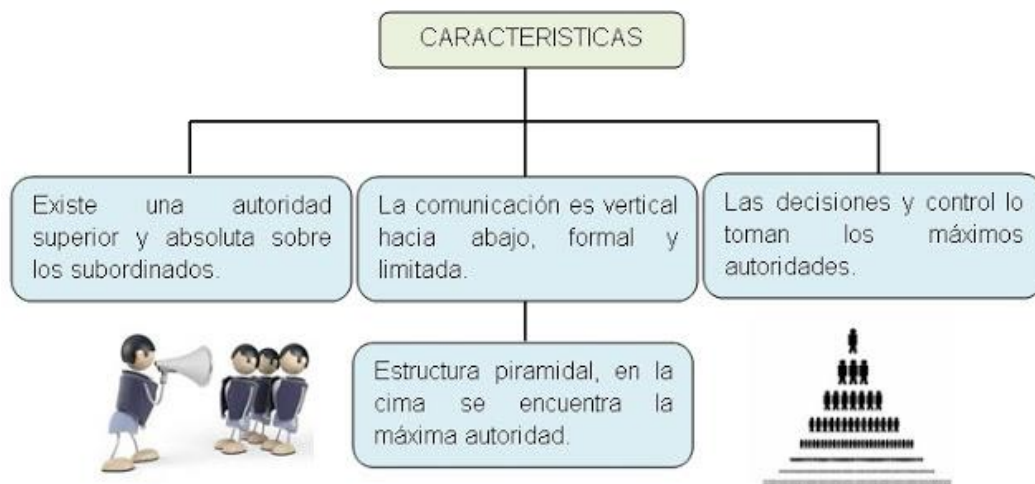 CARACTERISTICAS
Existe una autoridad
superior y absoluta sobre
los subordinados.
La comunicación es vertical
hacia abajo, formal y
limitada.
Las decisiones y control lo
toman los máximos
autoridades.
Estructura piramidal, en la
cima se encuentra la
máxima autoridad.